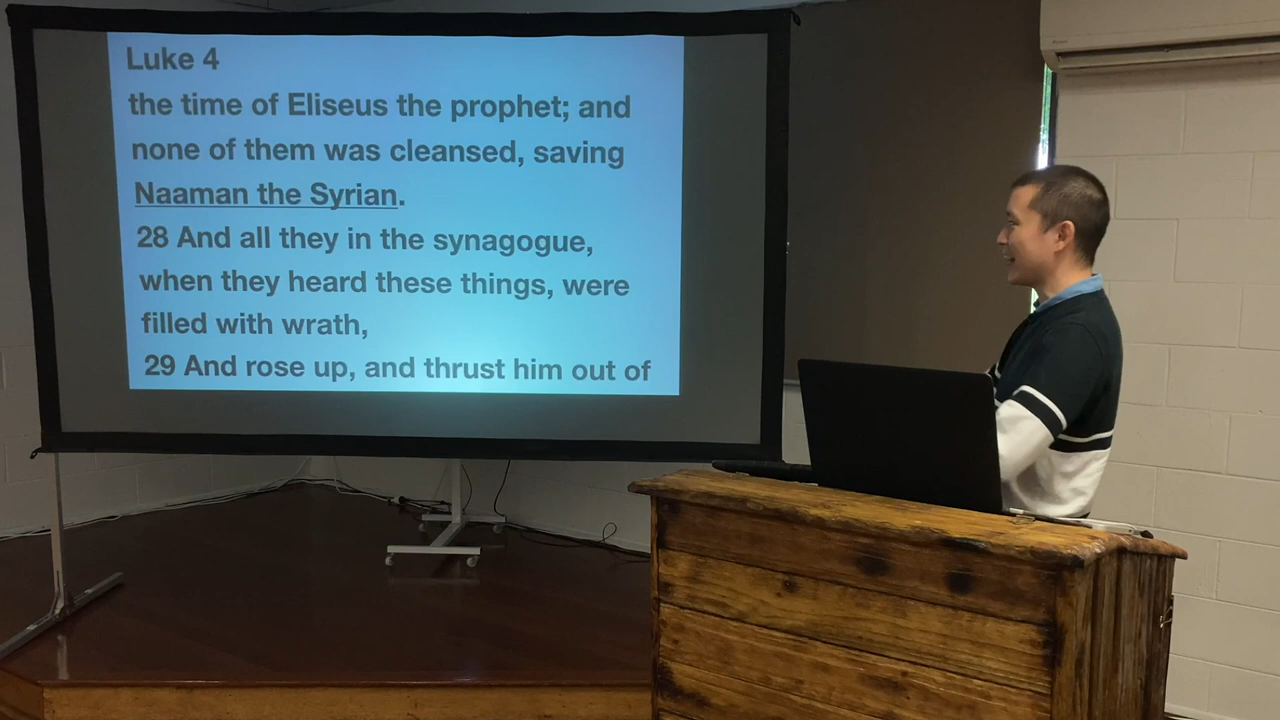 Luke 4
the time of Eliseus the prophet; and
none of them was cleansed, saving
Naaman the Syrian.
28 And all they in the synagogue,
when they heard these things, were
filled with wrath,
29 And rose up, and thrust him out of